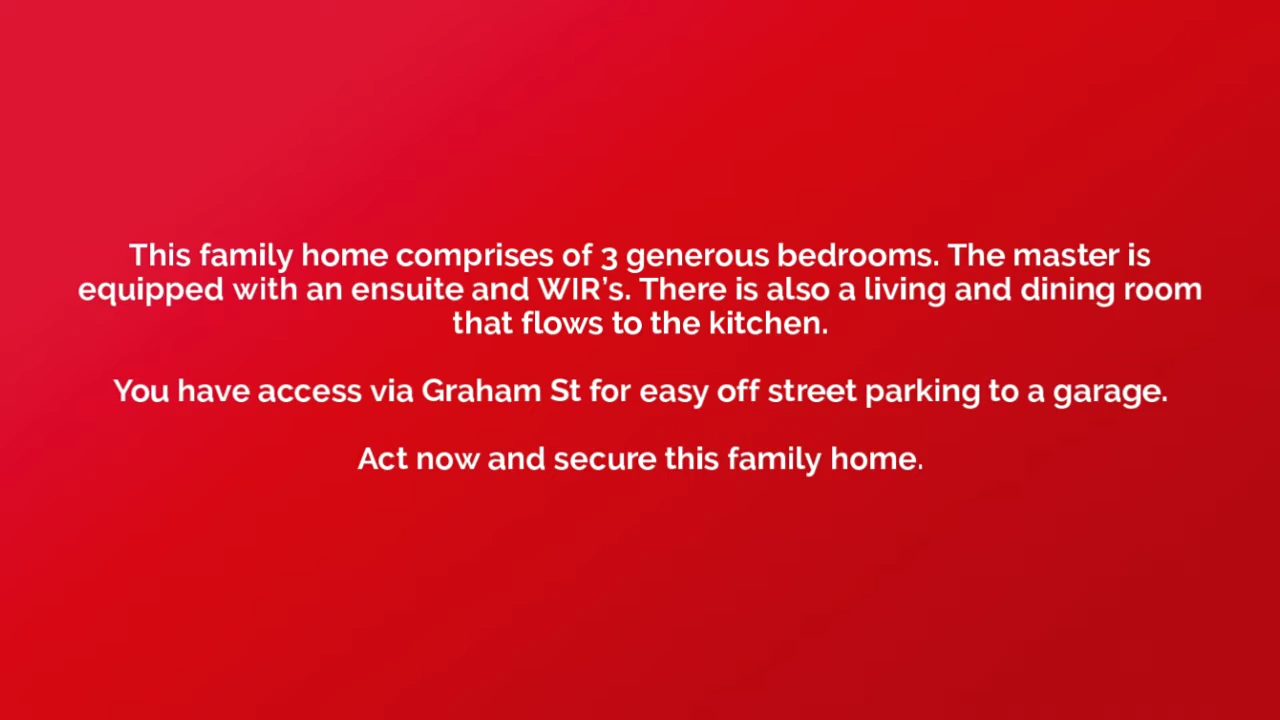 This family home comprises of 3 generous bedrooms. The master is
equipped with an ensuite and WIR's. There is also a living and dining room
that flows to the kitchen.
You have access via Graham St for easy off street parking to a garage.
Act now and secure this family home.